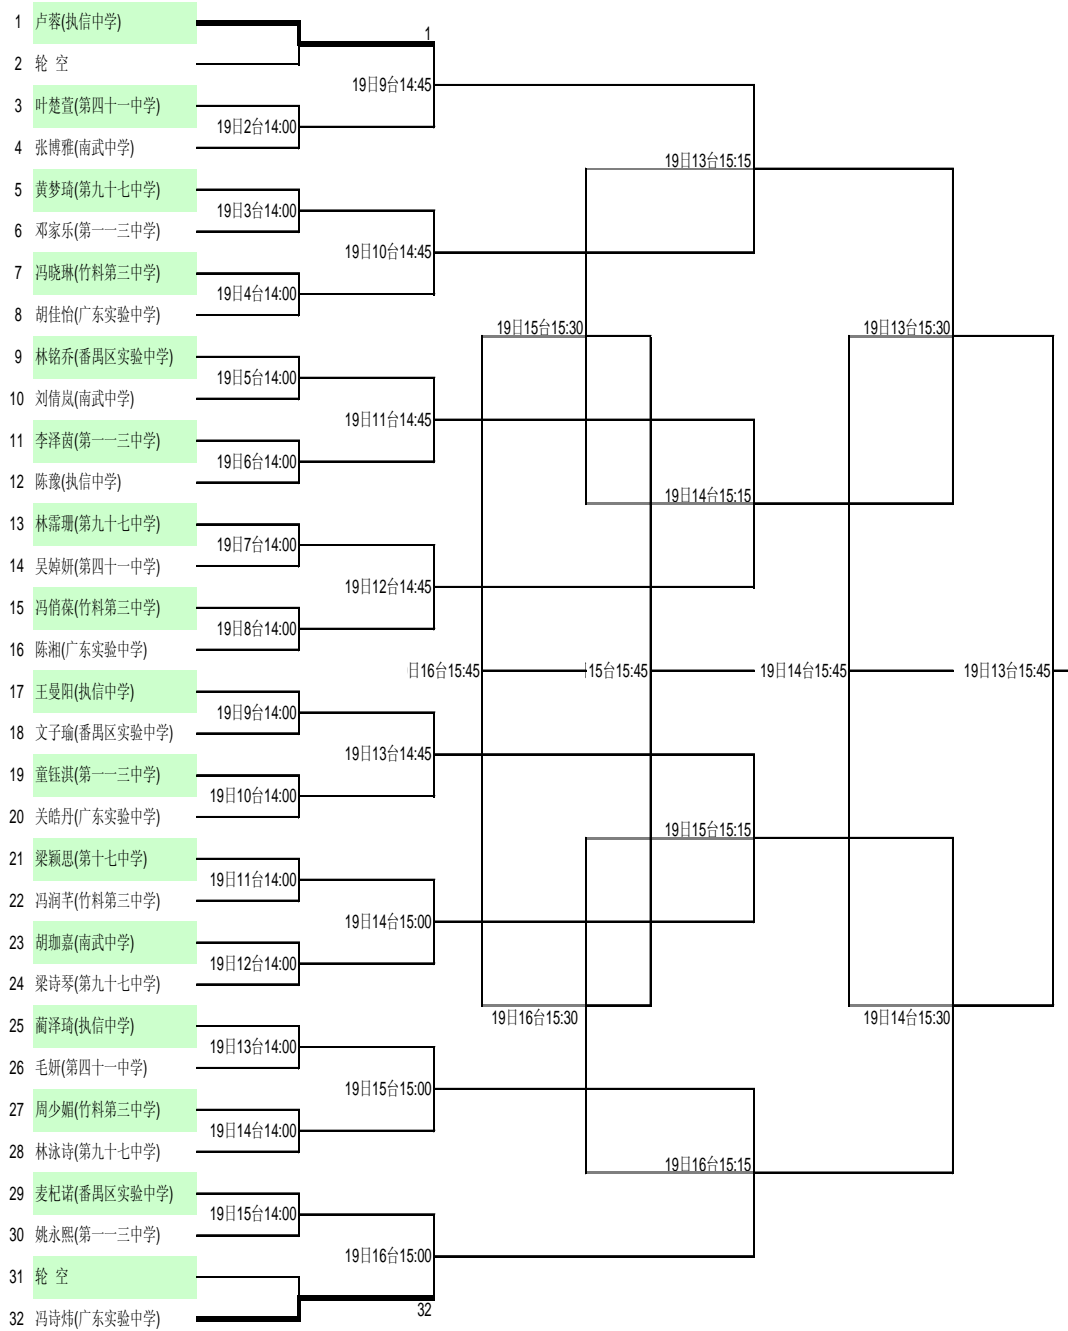 1 卢蓉(执信中学)
1
2 轮 空
19日9台14:45
3 叶楚萱(第四十一中学)
19日2台14:00
4 张博雅(南武中学)
19日13台15:15
5 黄梦琦(第九十七中学)
19日3台14:00
6 邓家乐(第一一三中学)
19日10台14:45
7 冯晓琳(竹料第三中学)
19日4台14:00
8 胡佳怡(广东实验中学)
19日15台15:30
19日13台15:30
9 林铭乔(番禺区实验中学)
19日5台14:00
10 刘倩岚(南武中学)
19日11台14:45
11 李泽茵(第一一三中学)
19日6台14:00
12 陈豫(执信中学)
19日14台15:15
13 林霈珊(第九十七中学)
19日7台14:00
14 吴婥妍(第四十一中学)
19日12台14:45
15 冯俏葆(竹料第三中学)
19日8台14:00
16 陈湘(广东实验中学)
日16台15:45
15台15:45
19日14台15:45
19日13台15:45
17 王曼阳(执信中学)
19日9台14:00
18 文子瑜(番禺区实验中学)
19日13台14:45
19 童钰淇(第一一三中学)
19日10台14:00
20 关皓丹(广东实验中学)
19日15台15:15
21 梁颖思(第十七中学)
19日11台14:00
22 冯润芊(竹料第三中学)
19日14台15:00
23 胡珈嘉(南武中学)
19日12台14:00
24 梁诗琴(第九十七中学)
19日16台15:30
19日14台15:30
25 蔺泽琦(执信中学)
19日13台14:00
26 毛妍(第四十一中学)
19日15台15:00
27 周少媚(竹料第三中学)
19日14台14:00
28 林泳诗(第九十七中学)
19日16台15:15
29 麦杞诺(番禺区实验中学)
19日15台14:00
30 姚永熙(第一一三中学)
19日16台15:00
31 轮 空
32
32 冯诗炜(广东实验中学)